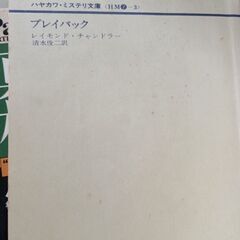 ハヤカワ・ミステリ文庫〈HM⑦-3〉
プレイバック
レイモンド・チャンドラー
清水俊二訳